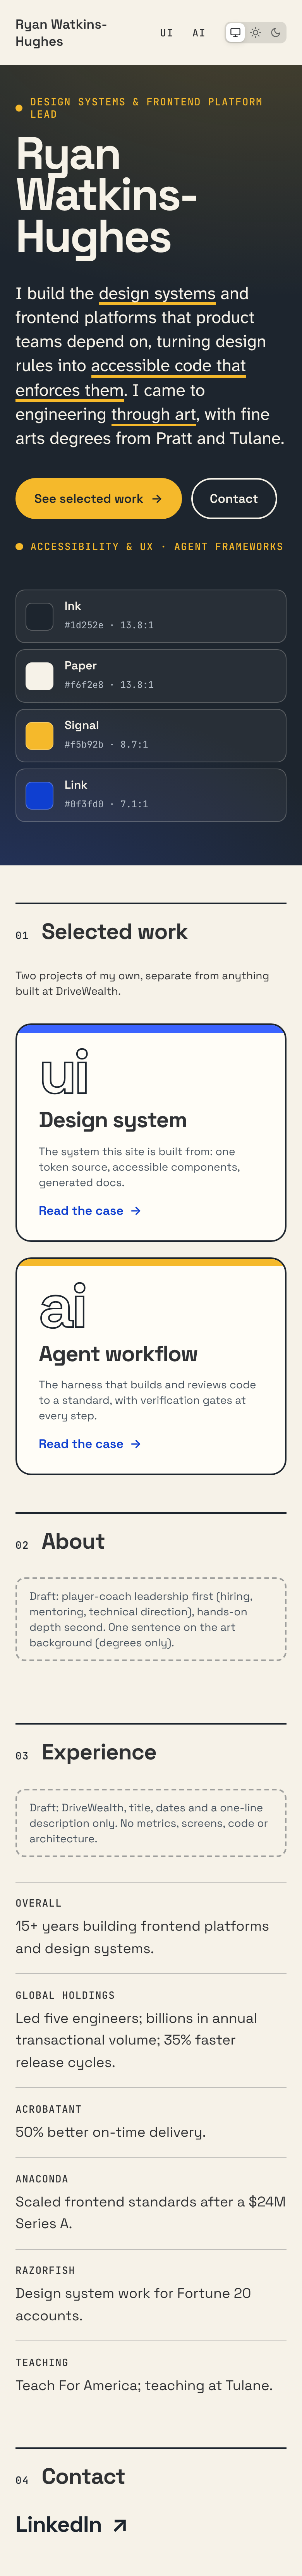 Ryan Watkins-
Hughes
UI AI
DESIGN SYSTEMS & FRONTEND PLATFORM
LEAD
Ryan
Watkins-
Hughes
I build the design systems and
frontend platforms that product
teams depend on, turning design
rules into accessible code that
enforces them. I came to
engineering through art, with fine
arts degrees from Pratt and Tulane.
See selected work →
Contact
ACCESSIBILITY & UX · AGENT FRAMEWORKS
Ink
#1d252e · 13.8:1
Paper
#f6f2e8 · 13.8:1
Signal
#f5b92b · 8.7:1
Link
#0f3fd0 · 7.1:1
01 Selected work
Two projects of my own, separate from anything
built at DriveWealth.
ui
Design system
The system this site is built from: one
token source, accessible components,
generated docs.
Read the case →
ai
Agent workflow
The harness that builds and reviews code
to a standard, with verification gates at
every step.
Read the case →
02 About
Draft: player-coach leadership first (hiring,
mentoring, technical direction), hands-on
depth second. One sentence on the art
background (degrees only).
03 Experience
Draft: DriveWealth, title, dates and a one-line
description only. No metrics, screens, code or
architecture.
OVERALL
15+ years building frontend platforms
and design systems.
GLOBAL HOLDINGS
Led five engineers; billions in annual
transactional volume; 35% faster
release cycles.
ACROBATANT
50% better on-time delivery.
ANACONDA
Scaled frontend standards after a $24M
Series A.
RAZORFISH
Design system work for Fortune 20
accounts.
TEACHING
Teach For America; teaching at Tulane.
04 Contact
LinkedIn ↗